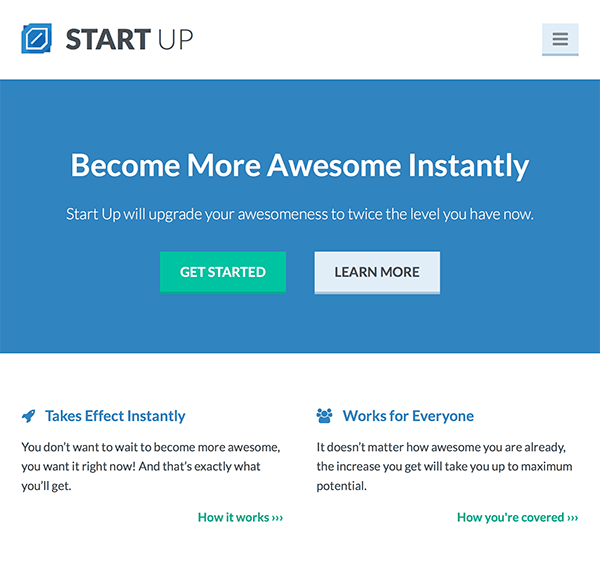 START UP
Become More Awesome Instantly
Start Up will upgrade your awesomeness to twice the level you have now.
GET STARTED
LEARN MORE
Takes Effect Instantly
You don’t want to wait to become more awesome,
you want it right now! And that’s exactly what
you’ll get.
How it works ›››
Works for Everyone
It doesn’t matter how awesome you are already,
the increase you get will take you up to maximum
potential.
How you're covered ›››